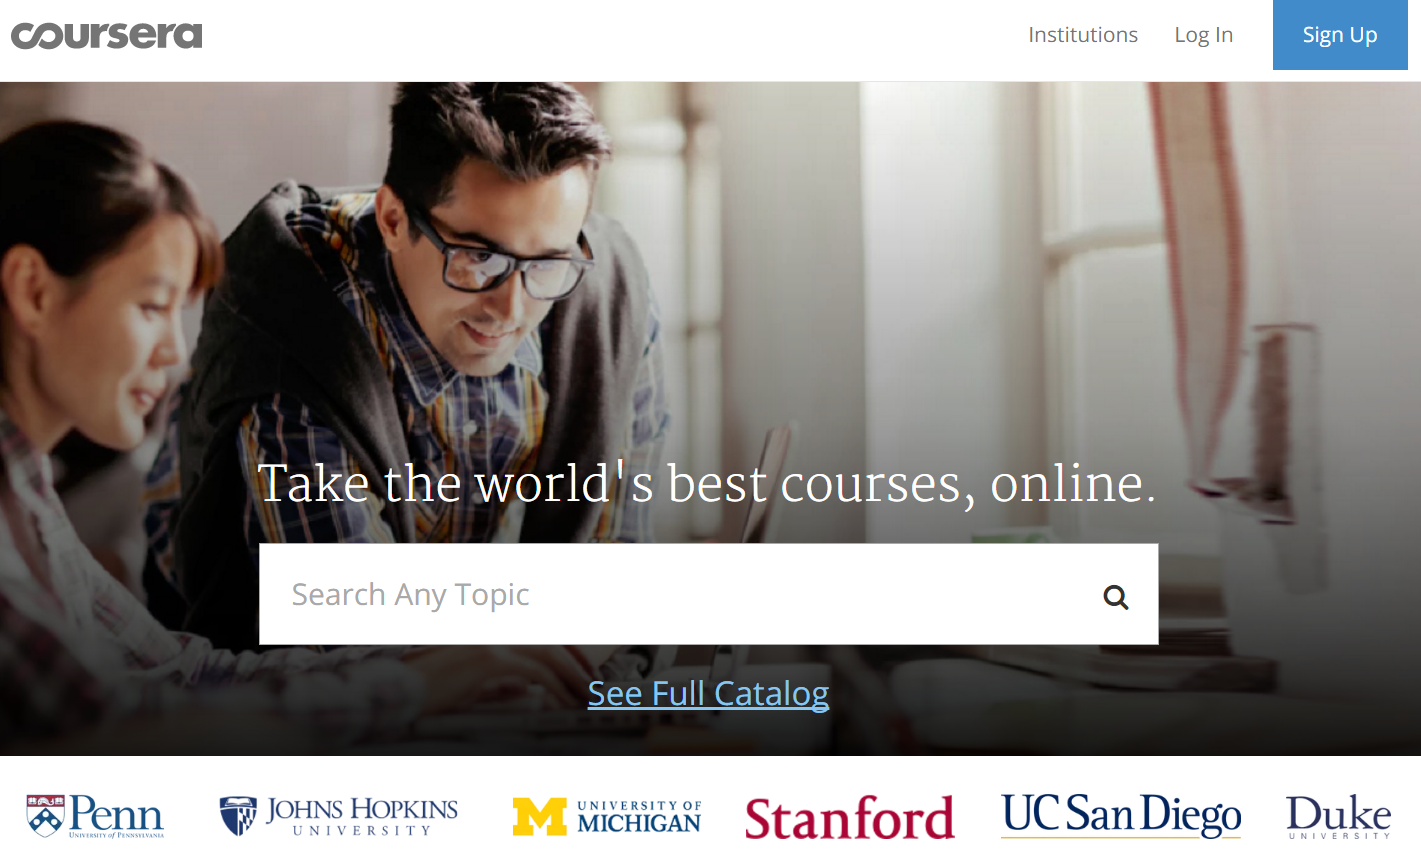 coursera
Institutions Log In Sign Up
Take the world's best courses, online.
Search Any Topic
See Full Catalog
Penn
UNIVERSITY OF PENNSYLVANIA
JOHNS HOPKINS
UNIVERSITY
M UNIVERSITY OF
MICHIGAN
Stanford
UC San Diego
Duke
UNIVERSITY